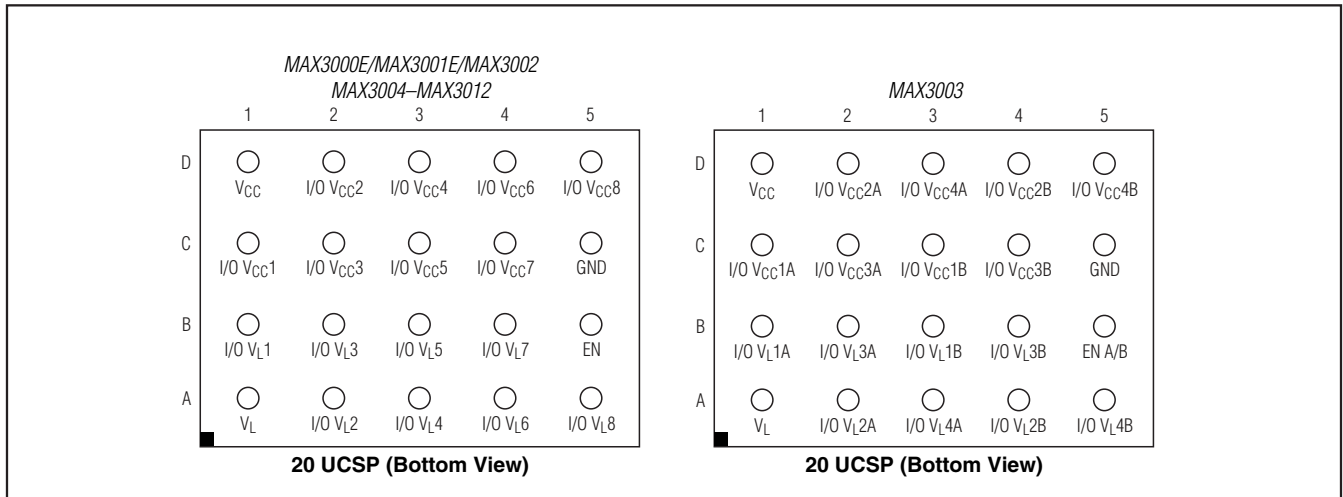 MAX3000E/MAX3001E/MAX3002
MAX3004–MAX3012
1 2 3 4 5
D
VCC I/O VCC2 I/O VCC4 I/O VCC6 I/O VCC8
C
I/O VCC1 I/O VCC3 I/O VCC5 I/O VCC7 GND
B
I/O VL1 I/O VL3 I/O VL5 I/O VL7 EN
A
VL I/O VL2 I/O VL4 I/O VL6 I/O VL8
20 UCSP (Bottom View)
MAX3003
1 2 3 4 5
D
VCC I/O VCC2A I/O VCC4A I/O VCC2B I/O VCC4B
C
I/O VCC1A I/O VCC3A I/O VCC1B I/O VCC3B GND
B
I/O VL1A I/O VL3A I/O VL1B I/O VL3B EN A/B
A
VL I/O VL2A I/O VL4A I/O VL2B I/O VL4B
20 UCSP (Bottom View)